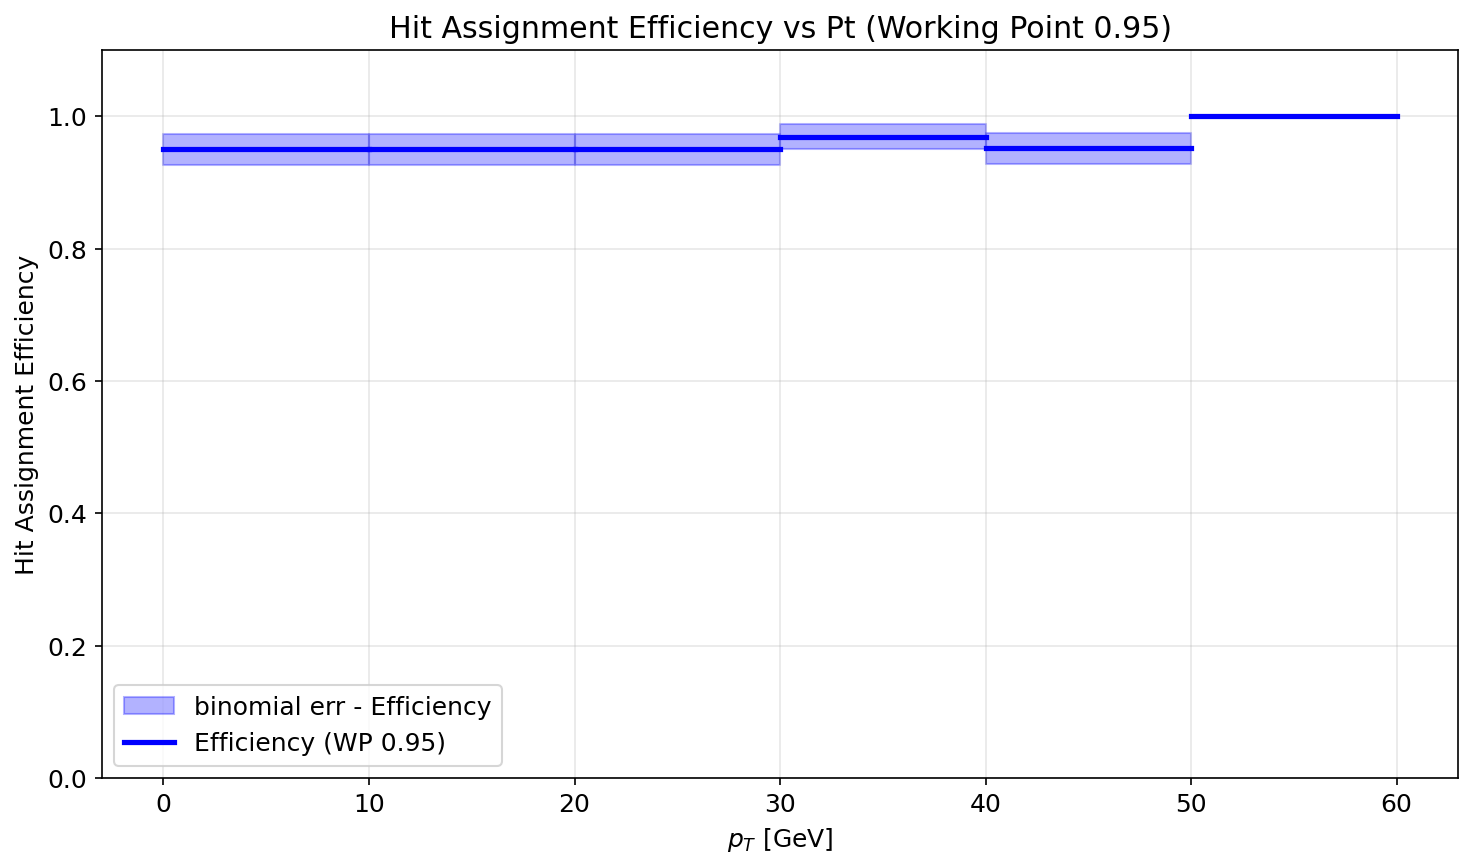 Hit Assignment Efficiency vs Pt (Working Point 0.95)
Hit Assignment Efficiency
1.0
0.8
0.6
0.4
0.2
0.0
binomial err - Efficiency
Efficiency (WP 0.95)
0 10 20 30 40 50 60
p_T [GeV]